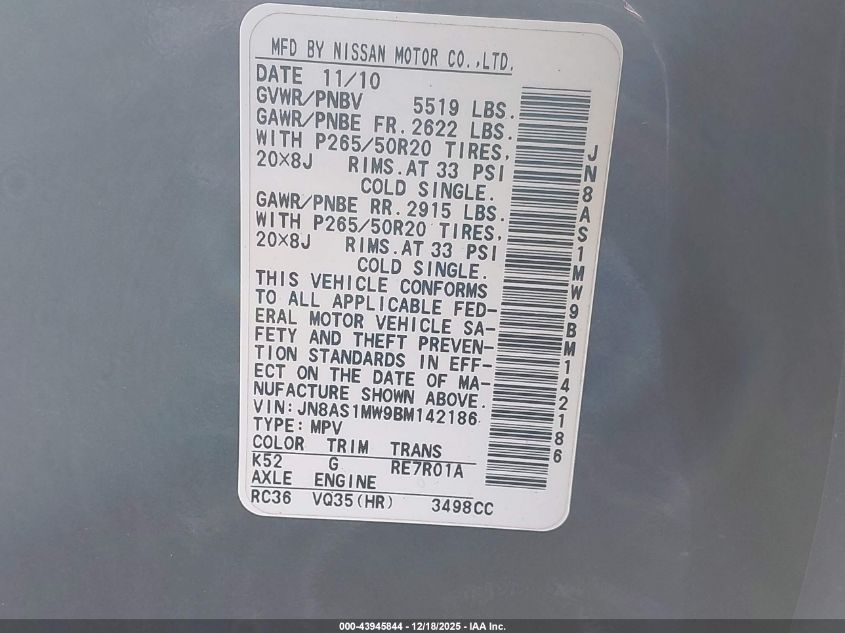 MFD BY NISSAN MOTOR CO.,LTD.
DATE 11/10
GVWR/PNBV 5519 LBS.
GAWR/PNBE FR. 2622 LBS.
WITH P265/50R20 TIRES,
20×8J RIMS.AT 33 PSI
COLD SINGLE.
GAWR/PNBE RR. 2915 LBS.
WITH P265/50R20 TIRES,
20×8J RIMS.AT 33 PSI
COLD SINGLE.
THIS VEHICLE CONFORMS
TO ALL APPLICABLE FED-
ERAL MOTOR VEHICLE SA-
FETY AND THEFT PREVEN-
TION STANDARDS IN EFF-
ECT ON THE DATE OF MA-
NUFACTURE SHOWN ABOVE.
VIN:JN8AS1MW9BM142186
TYPE:MPV
COLOR TRIM TRANS
K52 G RE7R01A
AXLE ENGINE
RC36 VQ35(HR) 3498CC
JN8AS1MW9BM142186
000-43945844 - 12/18/2025 - IAA Inc.